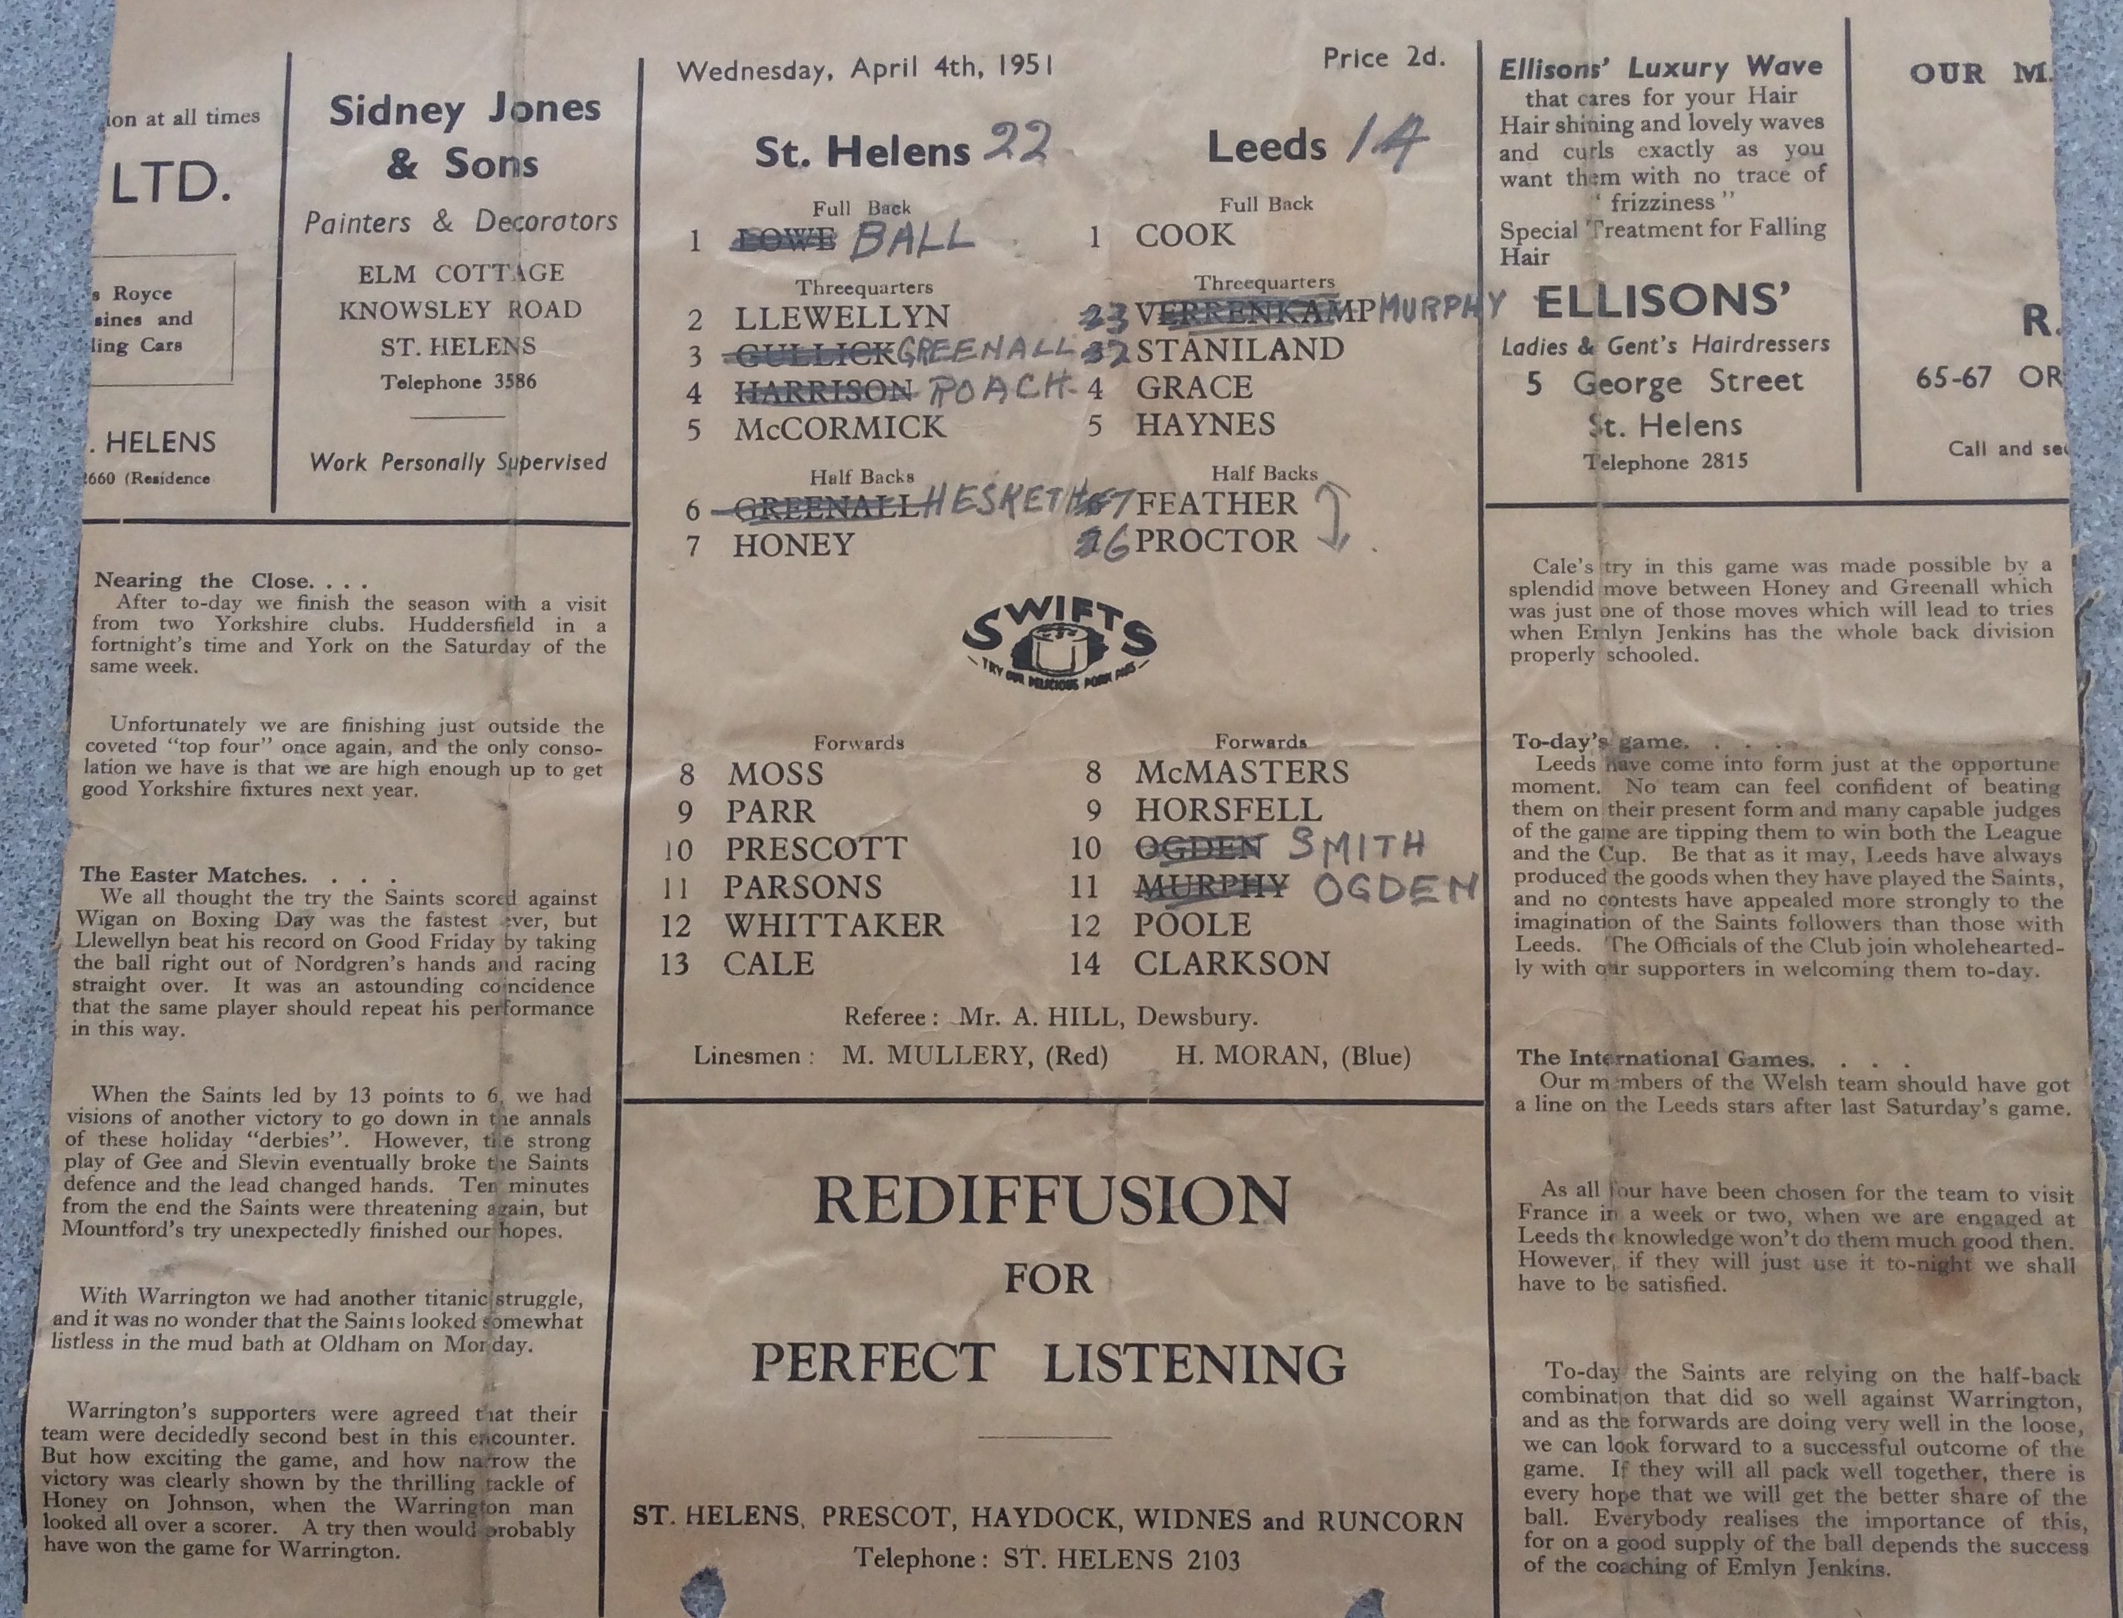 ion at all times
LTD.
s Royce
sines and
ling Cars
. HELENS
2660 (Residence
Sidney Jones
& Sons
Painters & Decorators
ELM COTTAGE
KNOWSLEY ROAD
ST. HELENS
Telephone 3586
Work Personally Supervised
Nearing the Close. . . .
After to-day we finish the season with a visit
from two Yorkshire clubs. Huddersfield in a
fortnight's time and York on the Saturday of the
same week.
Unfortunately we are finishing just outside the
coveted "top four" once again, and the only conso-
lation we have is that we are high enough up to get
good Yorkshire fixtures next year.
The Easter Matches. . . .
We all thought the try the Saints scored against
Wigan on Boxing Day was the fastest ever, but
Llewellyn beat his record on Good Friday by taking
the ball right out of Nordgren's hands and racing
straight over. It was an astounding coincidence
that the same player should repeat his performance
in this way.
When the Saints led by 13 points to 6, we had
visions of another victory to go down in the annals
of these holiday "derbies". However, the strong
play of Gee and Slevin eventually broke the Saints
defence and the lead changed hands. Ten minutes
from the end the Saints were threatening again, but
Mountford's try unexpectedly finished our hopes.
With Warrington we had another titanic struggle,
and it was no wonder that the Saints looked somewhat
listless in the mud bath at Oldham on Monday.
Warrington's supporters were agreed that their
team were decidedly second best in this encounter.
But how exciting the game, and how narrow the
victory was clearly shown by the thrilling tackle of
Honey on Johnson, when the Warrington man
looked all over a scorer. A try then would probably
have won the game for Warrington.
Wednesday, April 4th, 1951 Price 2d.
St. Helens 22
Full Back
1 LOWE BALL
Threequarters
2 LLEWELLYN
3 GULLICK GREENALL
4 HARRISON ROACH
5 McCORMICK
Half Backs
6 GREENALL HESKETH
7 HONEY
Leeds 14
Full Back
1 COOK
Threequarters
3 VERRENKAMP MURPHY
2 STANILAND
4 GRACE
5 HAYNES
Half Backs
7 FEATHER
6 PROCTOR
SWIFTS
TRY OUR DELICIOUS PORK PIES
Forwards
8 MOSS
9 PARR
10 PRESCOTT
11 PARSONS
12 WHITTAKER
13 CALE
Forwards
8 McMASTERS
9 HORSFELL
10 OGDEN SMITH
11 MURPHY OGDEN
12 POOLE
14 CLARKSON
Referee: Mr. A. HILL, Dewsbury.
Linesmen: M. MULLERY, (Red) H. MORAN, (Blue)
REDIFFUSION
FOR
PERFECT LISTENING
ST. HELENS, PRESCOT, HAYDOCK, WIDNES and RUNCORN
Telephone: ST. HELENS 2103
Ellisons' Luxury Wave
that cares for your Hair
Hair shining and lovely waves
and curls exactly as you
want them with no trace of
" frizziness "
Special Treatment for Falling
Hair
ELLISONS'
Ladies & Gent's Hairdressers
5 George Street
St. Helens
Telephone 2815
OUR M.
R.
65-67 OR
Call and see
Cale's try in this game was made possible by a
splendid move between Honey and Greenall which
was just one of those moves which will lead to tries
when Emlyn Jenkins has the whole back division
properly schooled.
To-day's game. . . .
Leeds have come into form just at the opportune
moment. No team can feel confident of beating
them on their present form and many capable judges
of the game are tipping them to win both the League
and the Cup. Be that as it may, Leeds have always
produced the goods when they have played the Saints,
and no contests have appealed more strongly to the
imagination of the Saints followers than those with
Leeds. The Officials of the Club join wholehearted-
ly with our supporters in welcoming them to-day.
The International Games. . . .
Our members of the Welsh team should have got
a line on the Leeds stars after last Saturday's game.
As all four have been chosen for the team to visit
France in a week or two, when we are engaged at
Leeds the knowledge won't do them much good then.
However, if they will just use it to-night we shall
have to be satisfied.
To-day the Saints are relying on the half-back
combination that did so well against Warrington,
and as the forwards are doing very well in the loose,
we can look forward to a successful outcome of the
game. If they will all pack well together, there is
every hope that we will get the better share of the
ball. Everybody realises the importance of this,
for on a good supply of the ball depends the success
of the coaching of Emlyn Jenkins.